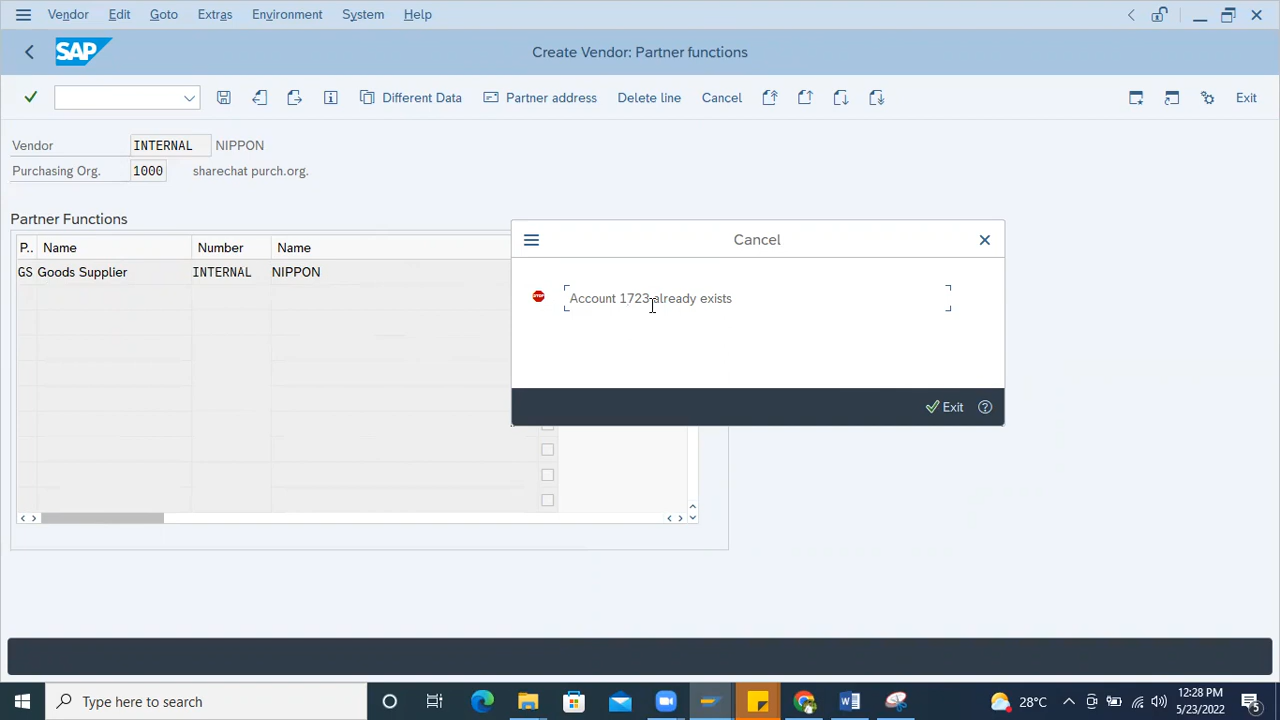 Vendor Edit Goto Extras Environment System Help
SAP
Create Vendor: Partner functions
Different Data Partner address Delete line Cancel Exit
Vendor INTERNAL NIPPON
Purchasing Org. 1000 sharechat purch.org.
Partner Functions
P.. Name Number Name
GS Goods Supplier INTERNAL NIPPON
Cancel
STOP
Account 1723 already exists
Exit
Type here to search
28°C
12:28 PM
5/23/2022
5